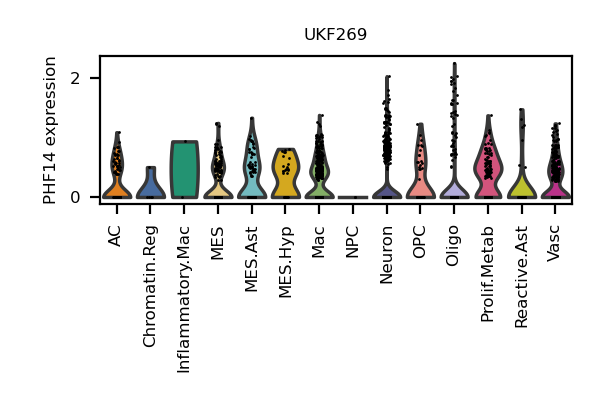 UKF269
PHF14 expression
2
0
AC
Chromatin.Reg
Inflammatory.Mac
MES
MES.Ast
MES.Hyp
Mac
NPC
Neuron
OPC
Oligo
Prolif.Metab
Reactive.Ast
Vasc